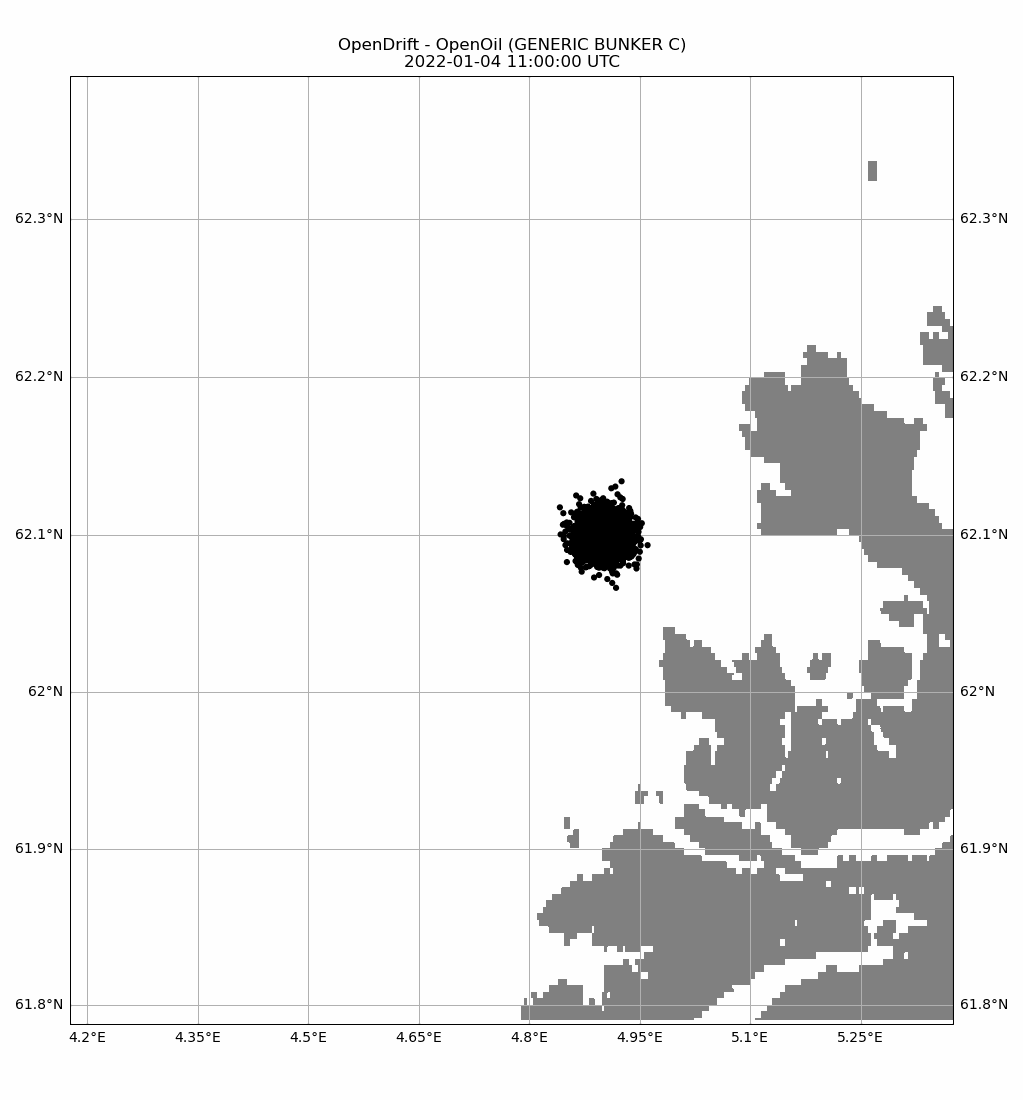 OpenDrift - OpenOil (GENERIC BUNKER C)
2022-01-04 11:00:00 UTC
62.3°N 62.3°N
62.2°N 62.2°N
62.1°N 62.1°N
62°N 62°N
61.9°N 61.9°N
61.8°N 61.8°N
4.2°E 4.35°E 4.5°E 4.65°E 4.8°E 4.95°E 5.1°E 5.25°E